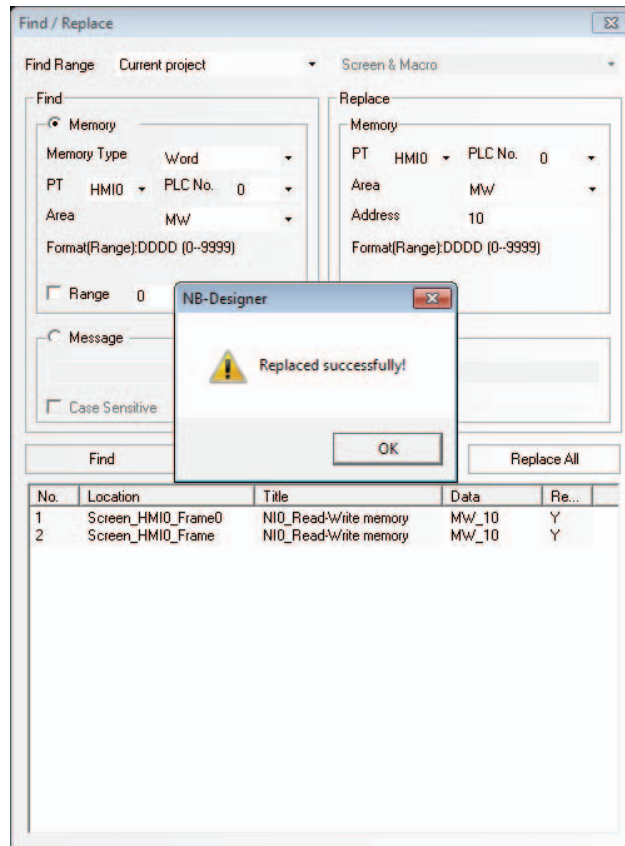 Find / Replace
Find Range Current project Screen & Macro
Find
Memory
Memory Type Word
PT HMI0 PLC No. 0
Area MW
Format(Range):DDDD (0--9999)
Range 0
Message
Case Sensitive
Replace
Memory
PT HMI0 PLC No. 0
Area MW
Address 10
Format(Range):DDDD (0--9999)
NB-Designer
Replaced successfully!
OK
Find
Replace All
No. Location Title Data Re...
1 Screen_HMI0_Frame0 NI0_Read-Write memory MW_10 Y
2 Screen_HMI0_Frame NI0_Read-Write memory MW_10 Y